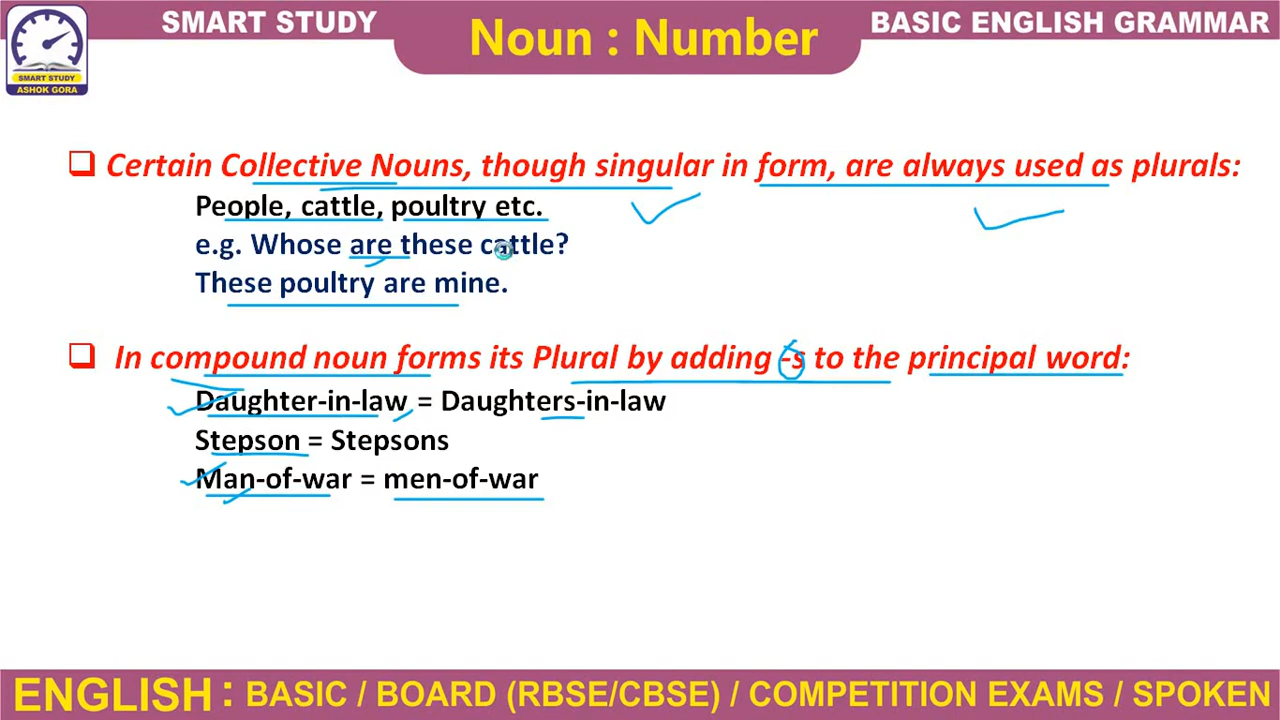 SMART STUDY
Noun : Number
BASIC ENGLISH GRAMMAR
SMART STUDY
ASHOK GORA
Certain Collective Nouns, though singular in form, are always used as plurals:
People, cattle, poultry etc.
e.g. Whose are these cattle?
These poultry are mine.
In compound noun forms its Plural by adding -s to the principal word:
Daughter-in-law = Daughters-in-law
Stepson = Stepsons
Man-of-war = men-of-war
ENGLISH : BASIC / BOARD (RBSE/CBSE) / COMPETITION EXAMS / SPOKEN